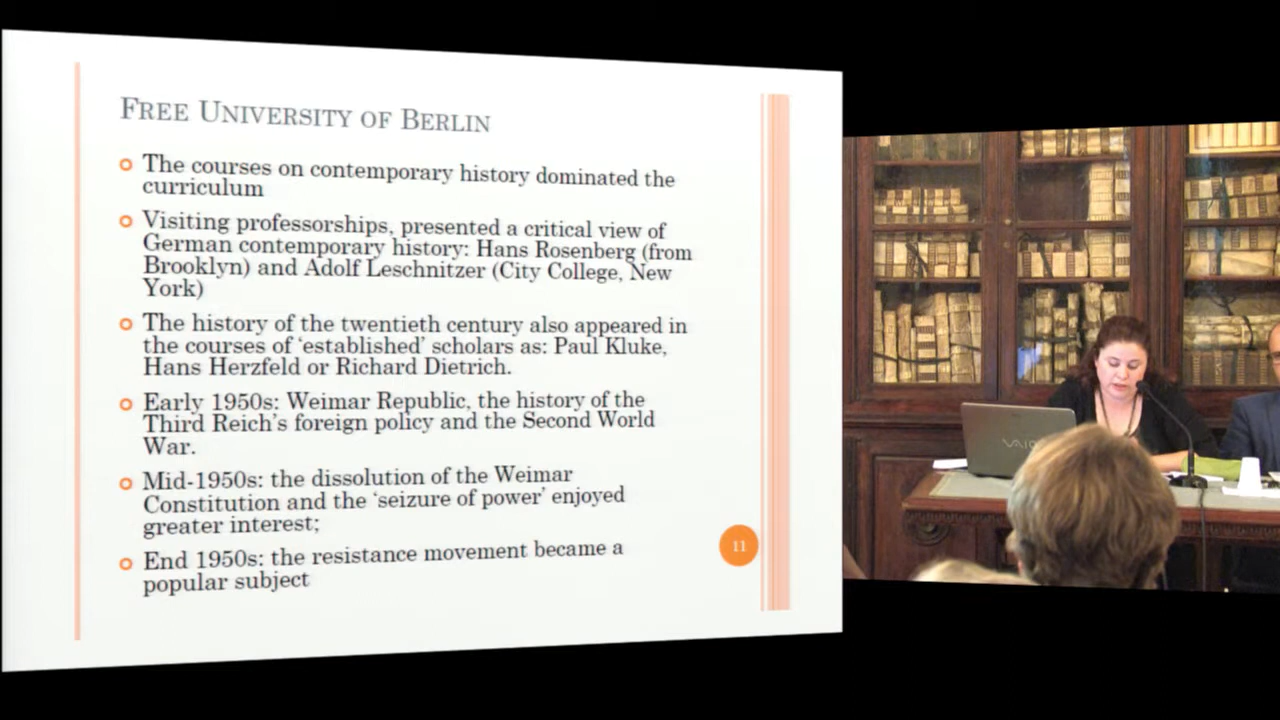 FREE UNIVERSITY OF BERLIN
The courses on contemporary history dominated the
curriculum
Visiting professorships, presented a critical view of
German contemporary history: Hans Rosenberg (from
Brooklyn) and Adolf Leschnitzer (City College, New
York)
The history of the twentieth century also appeared in
the courses of ‘established’ scholars as: Paul Kluke,
Hans Herzfeld or Richard Dietrich.
Early 1950s: Weimar Republic, the history of the
Third Reich’s foreign policy and the Second World
War.
Mid-1950s: the dissolution of the Weimar
Constitution and the ‘seizure of power’ enjoyed
greater interest;
End 1950s: the resistance movement became a
popular subject
11
VAIO